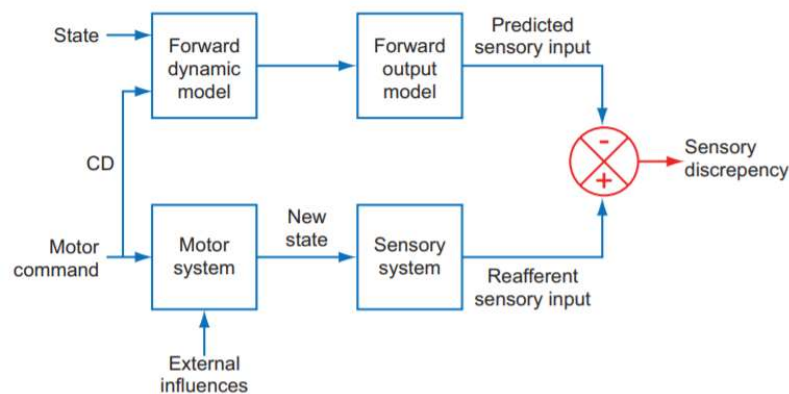 State
Forward
dynamic
model
Forward
output
model
Predicted
sensory input
-
+
Sensory
discrepency
CD
Motor
command
Motor
system
New
state
Sensory
system
Reafferent
sensory input
External
influences